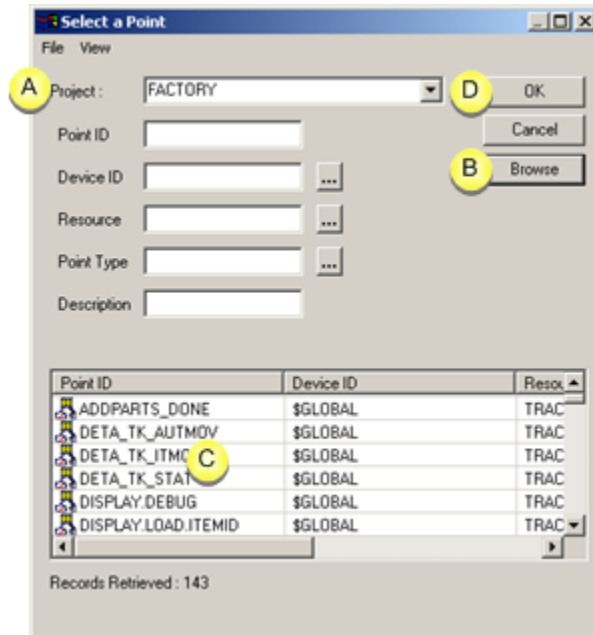 Select a Point
File View
A Project : FACTORY D OK
Point ID Cancel
Device ID ... B Browse
Resource ...
Point Type ...
Description
Point ID Device ID Resou
ADDPARTS_DONE $GLOBAL TRAC
DETA_TK_AUTMOV $GLOBAL TRAC
DETA_TK_ITMC C $GLOBAL TRAC
DETA_TK_STAT $GLOBAL TRAC
DISPLAY.DEBUG $GLOBAL TRAC
DISPLAY.LOAD.ITEMID $GLOBAL TRAC
Records Retrieved : 143